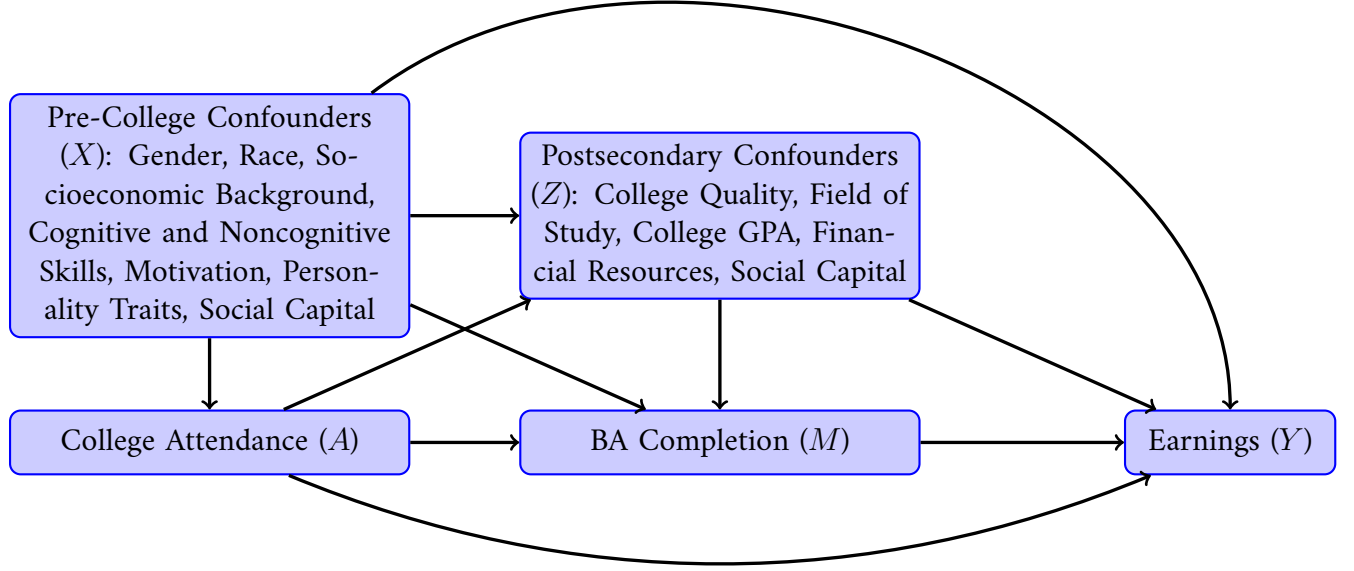 Pre-College Confounders
(X): Gender, Race, So-
cioeconomic Background,
Cognitive and Noncognitive
Skills, Motivation, Person-
ality Traits, Social Capital
Postsecondary Confounders
(Z): College Quality, Field of
Study, College GPA, Finan-
cial Resources, Social Capital
College Attendance (A)
BA Completion (M)
Earnings (Y)